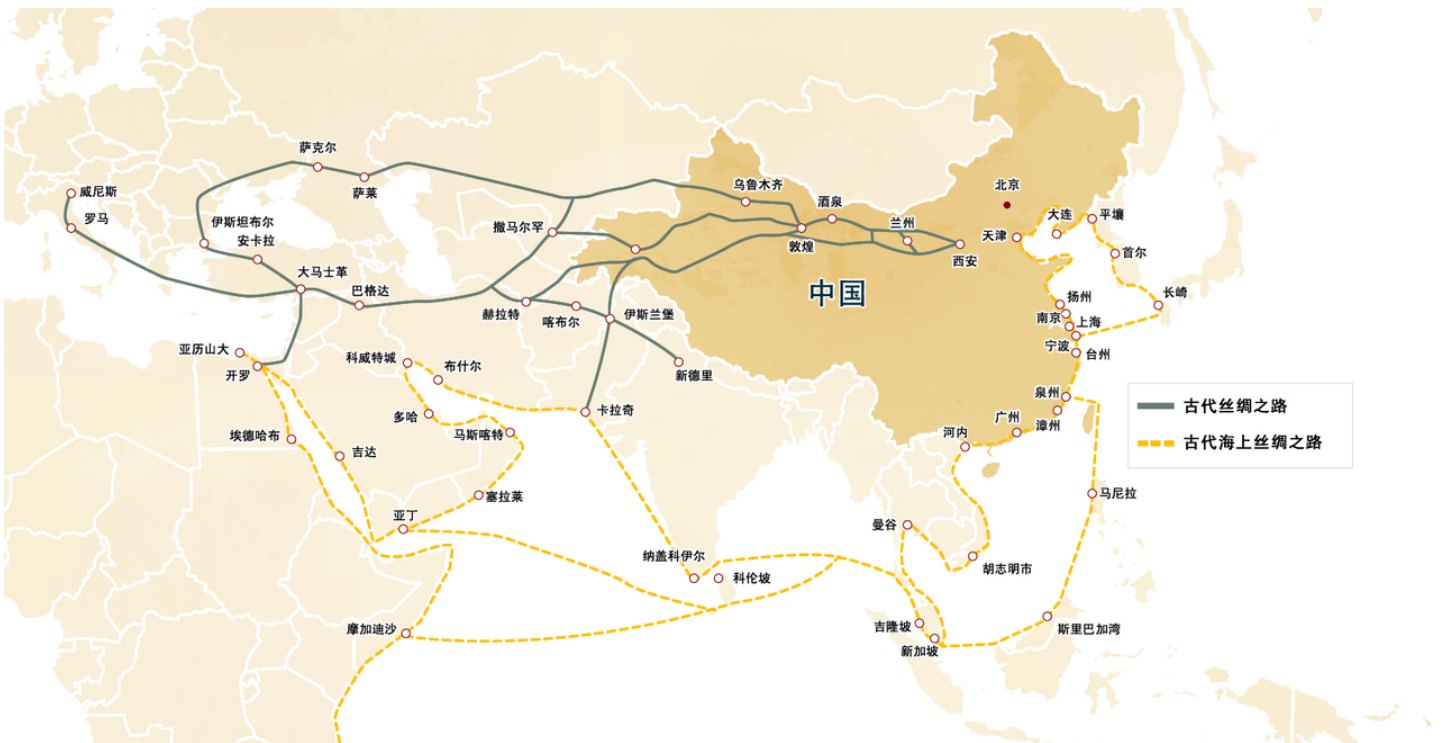 萨克尔
萨莱
威尼斯
罗马
伊斯坦布尔
安卡拉
大马士革
巴格达
撒马尔罕
乌鲁木齐
酒泉
敦煌
兰州
西安
北京
天津
大连
平壤
首尔
长崎
中国
扬州
南京
上海
宁波
台州
赫拉特
喀布尔
伊斯兰堡
新德里
亚历山大
开罗
科威特城
布什尔
多哈
马斯喀特
卡拉奇
埃德哈布
吉达
塞拉莱
亚丁
泉州
漳州
广州
河内
马尼拉
曼谷
胡志明市
纳盖科伊尔
科伦坡
摩加迪沙
吉隆坡
新加坡
斯里巴加湾
古代丝绸之路
古代海上丝绸之路